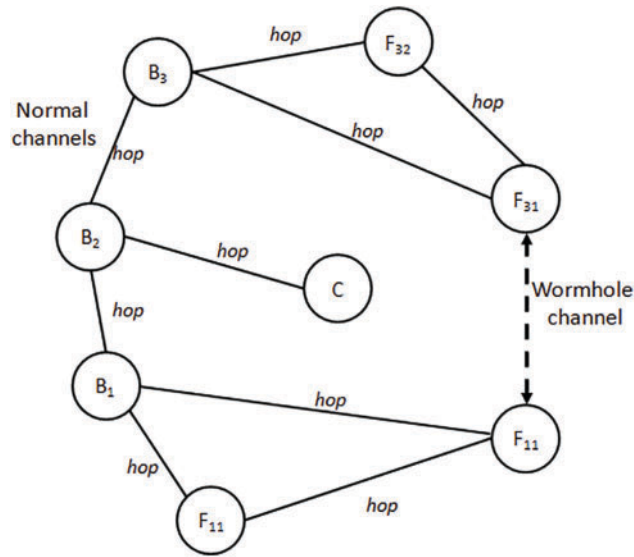 hop
F32
B3
Normal
channels
hop
hop
hop
F31
B2
hop
C
Wormhole
channel
hop
B1
hop
F11
hop
hop
F11